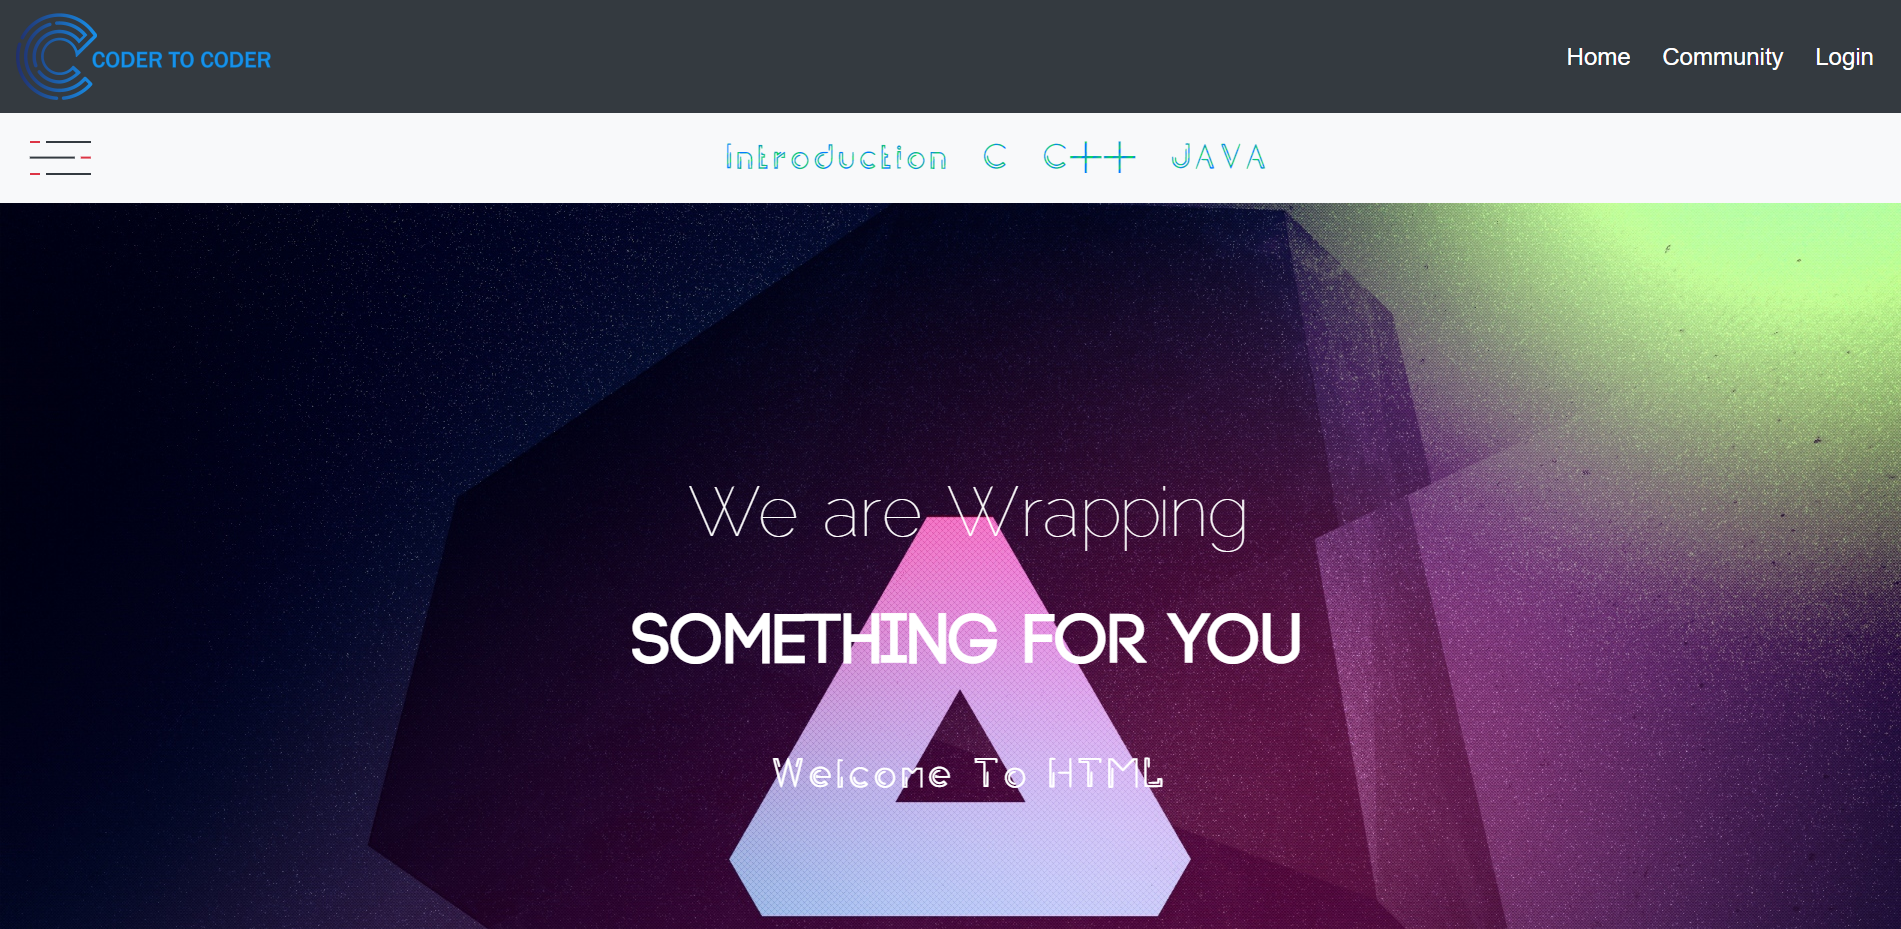 CODER TO CODER
Home Community Login
Introduction C C++ JAVA
We are Wrapping
SOMETHING FOR YOU
Welcome To HTML